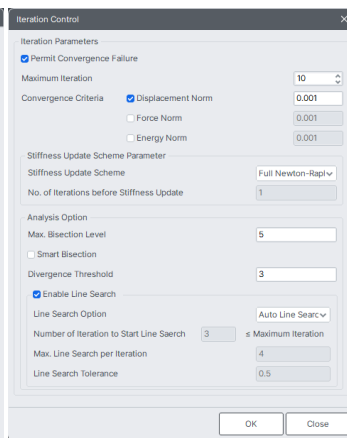 Iteration Control
Iteration Parameters
Permit Convergence Failure
Maximum Iteration 10
Convergence Criteria Displacement Norm 0.001
Force Norm 0.001
Energy Norm 0.001
Stiffness Update Scheme Parameter
Stiffness Update Scheme Full Newton-Rapl
No. of Iterations before Stiffness Update 1
Analysis Option
Max. Bisection Level 5
Smart Bisection
Divergence Threshold 3
Enable Line Search
Line Search Option Auto Line Searc
Number of Iteration to Start Line Saerch 3 ≤ Maximum Iteration
Max. Line Search per Iteration 4
Line Search Tolerance 0.5
OK Close